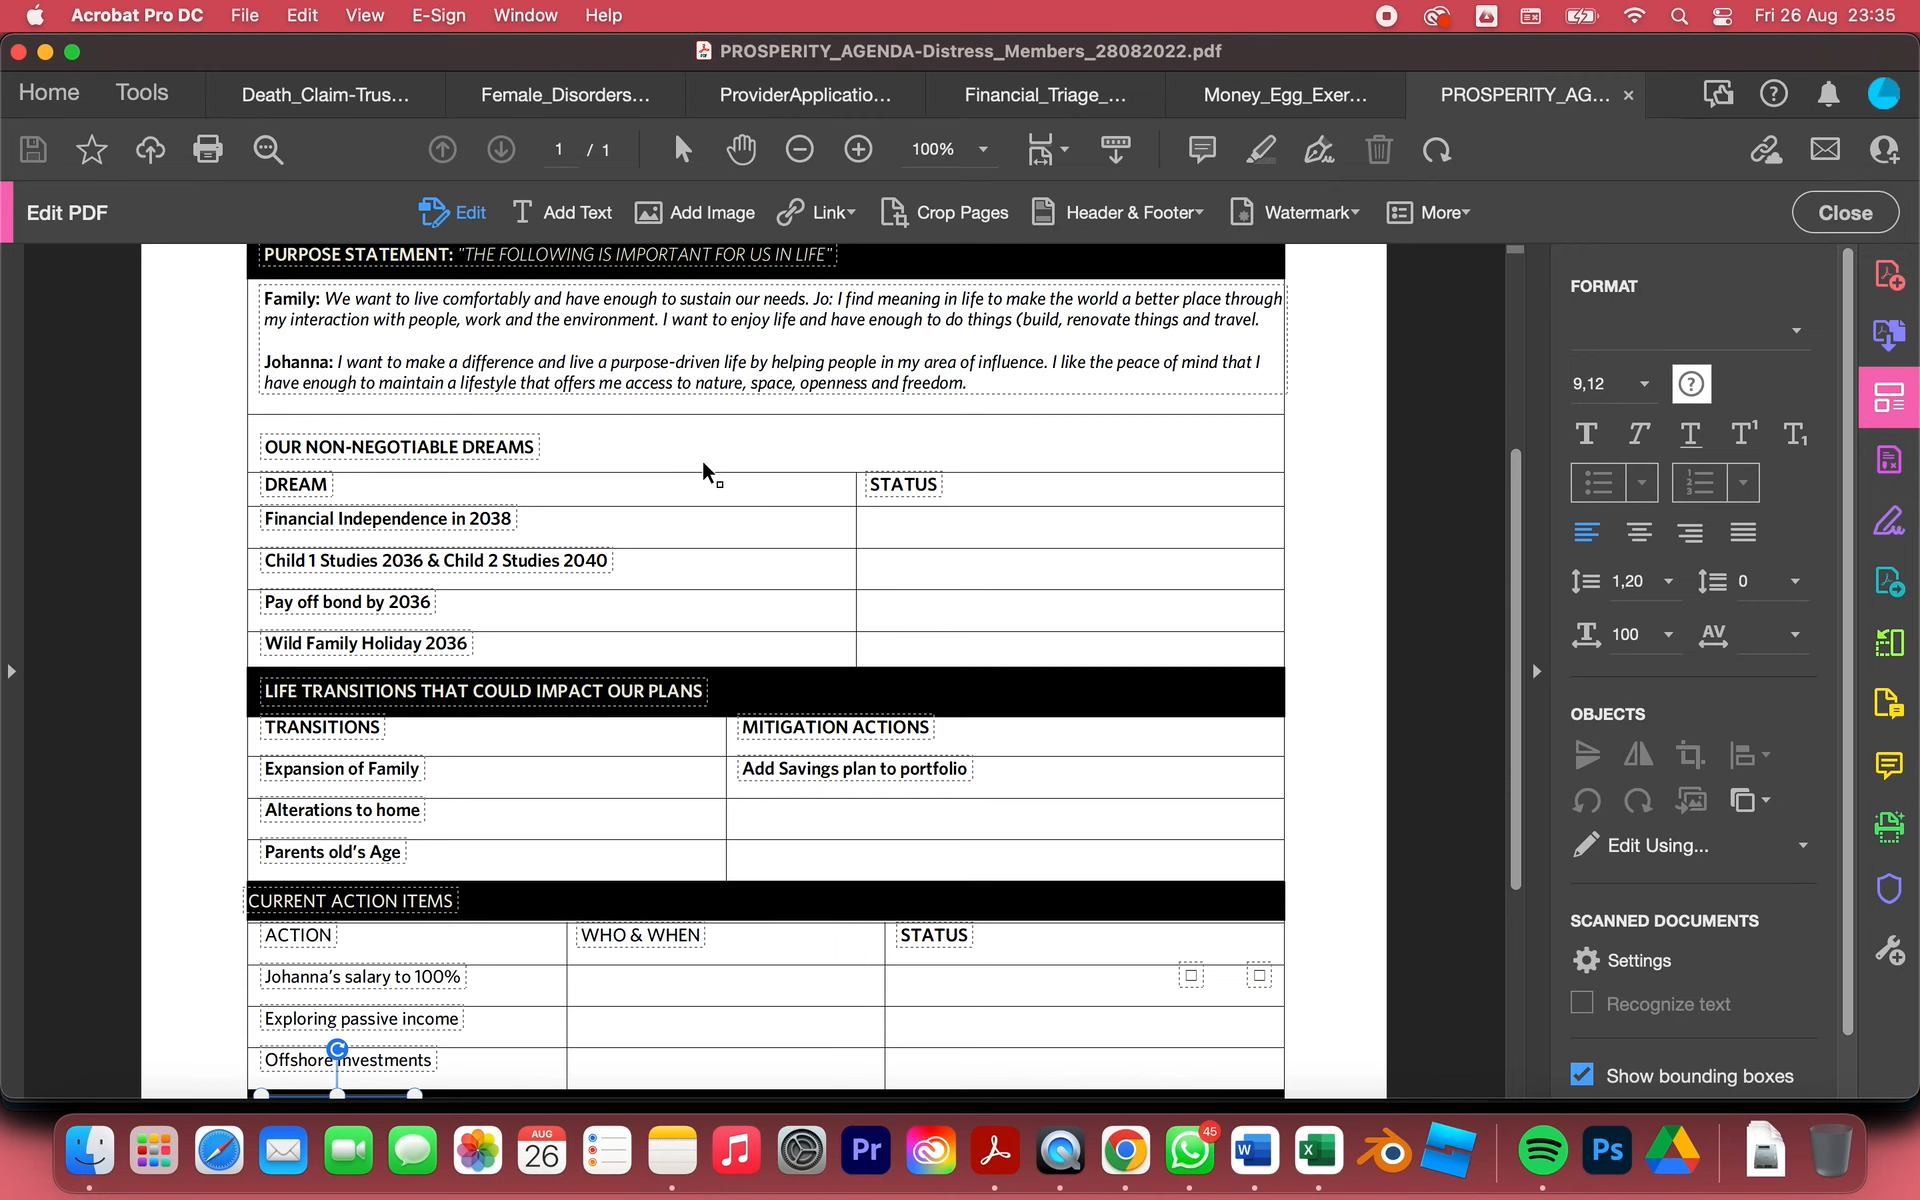 Acrobat Pro DC File Edit View E-Sign Window Help Fri 26 Aug 23:35
PROSPERITY_AGENDA-Distress_Members_28082022.pdf
Home Tools Death_Claim-Trus... Female_Disorders... ProviderApplicatio... Financial_Triage_... Money_Egg_Exer... PROSPERITY_AG...
1 / 1 100%
Edit PDF Edit Add Text Add Image Link Crop Pages Header & Footer Watermark More Close
PURPOSE STATEMENT: "THE FOLLOWING IS IMPORTANT FOR US IN LIFE"
Family: We want to live comfortably and have enough to sustain our needs. Jo: I find meaning in life to make the world a better place through
my interaction with people, work and the environment. I want to enjoy life and have enough to do things (build, renovate things and travel.
Johanna: I want to make a difference and live a purpose-driven life by helping people in my area of influence. I like the peace of mind that I
have enough to maintain a lifestyle that offers me access to nature, space, openness and freedom.
OUR NON-NEGOTIABLE DREAMS
DREAM STATUS
Financial Independence in 2038
Child 1 Studies 2036 & Child 2 Studies 2040
Pay off bond by 2036
Wild Family Holiday 2036
LIFE TRANSITIONS THAT COULD IMPACT OUR PLANS
TRANSITIONS MITIGATION ACTIONS
Expansion of Family Add Savings plan to portfolio
Alterations to home
Parents old's Age
CURRENT ACTION ITEMS
ACTION WHO & WHEN STATUS
Johanna's salary to 100%
Exploring passive income
Offshore investments
FORMAT
9,12
1,20 0
100 AV
OBJECTS
Edit Using...
SCANNED DOCUMENTS
Settings
Recognize text
Show bounding boxes
AUG
26
Pr
45
W
X
Ps